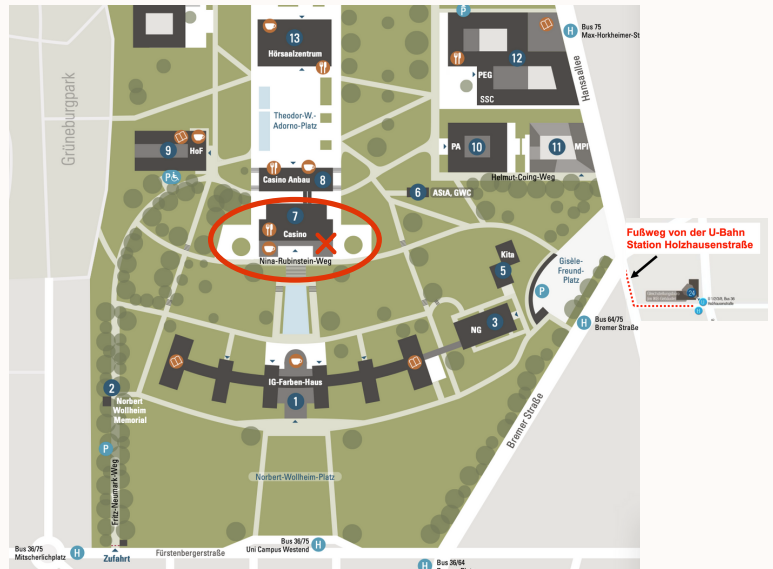 P
13
Hörsaalzentrum
Bus 75
H
Max-Horkheimer-St
12
PEG
SSC
Hansaallee
Grüneburgpark
Theodor-W.-
Adorno-Platz
9
HoF
P
PA
10
11
MPI
Helmut-Coing-Weg
Casino Anbau
8
6
AStA, GWC
7
Casino
Nina-Rubinstein-Weg
Kita
5
Gisèle-
Freund-
Platz
P
Fußweg von der U-Bahn
Station Holzhausenstraße
24
H
Holzhausenstraße
H
NG
3
H
Bus 64/75
Bremer Straße
IG-Farben-Haus
1
2
Norbert
Wollheim
Memorial
P
Fritz-Neumark-Weg
Bremer Straße
Norbert-Wollheim-Platz
Bus 36/75
Mitscherlichplatz
H
Zufahrt
Fürstenbergerstraße
Bus 36/75
Uni Campus Westend
H
H
Bus 36/64